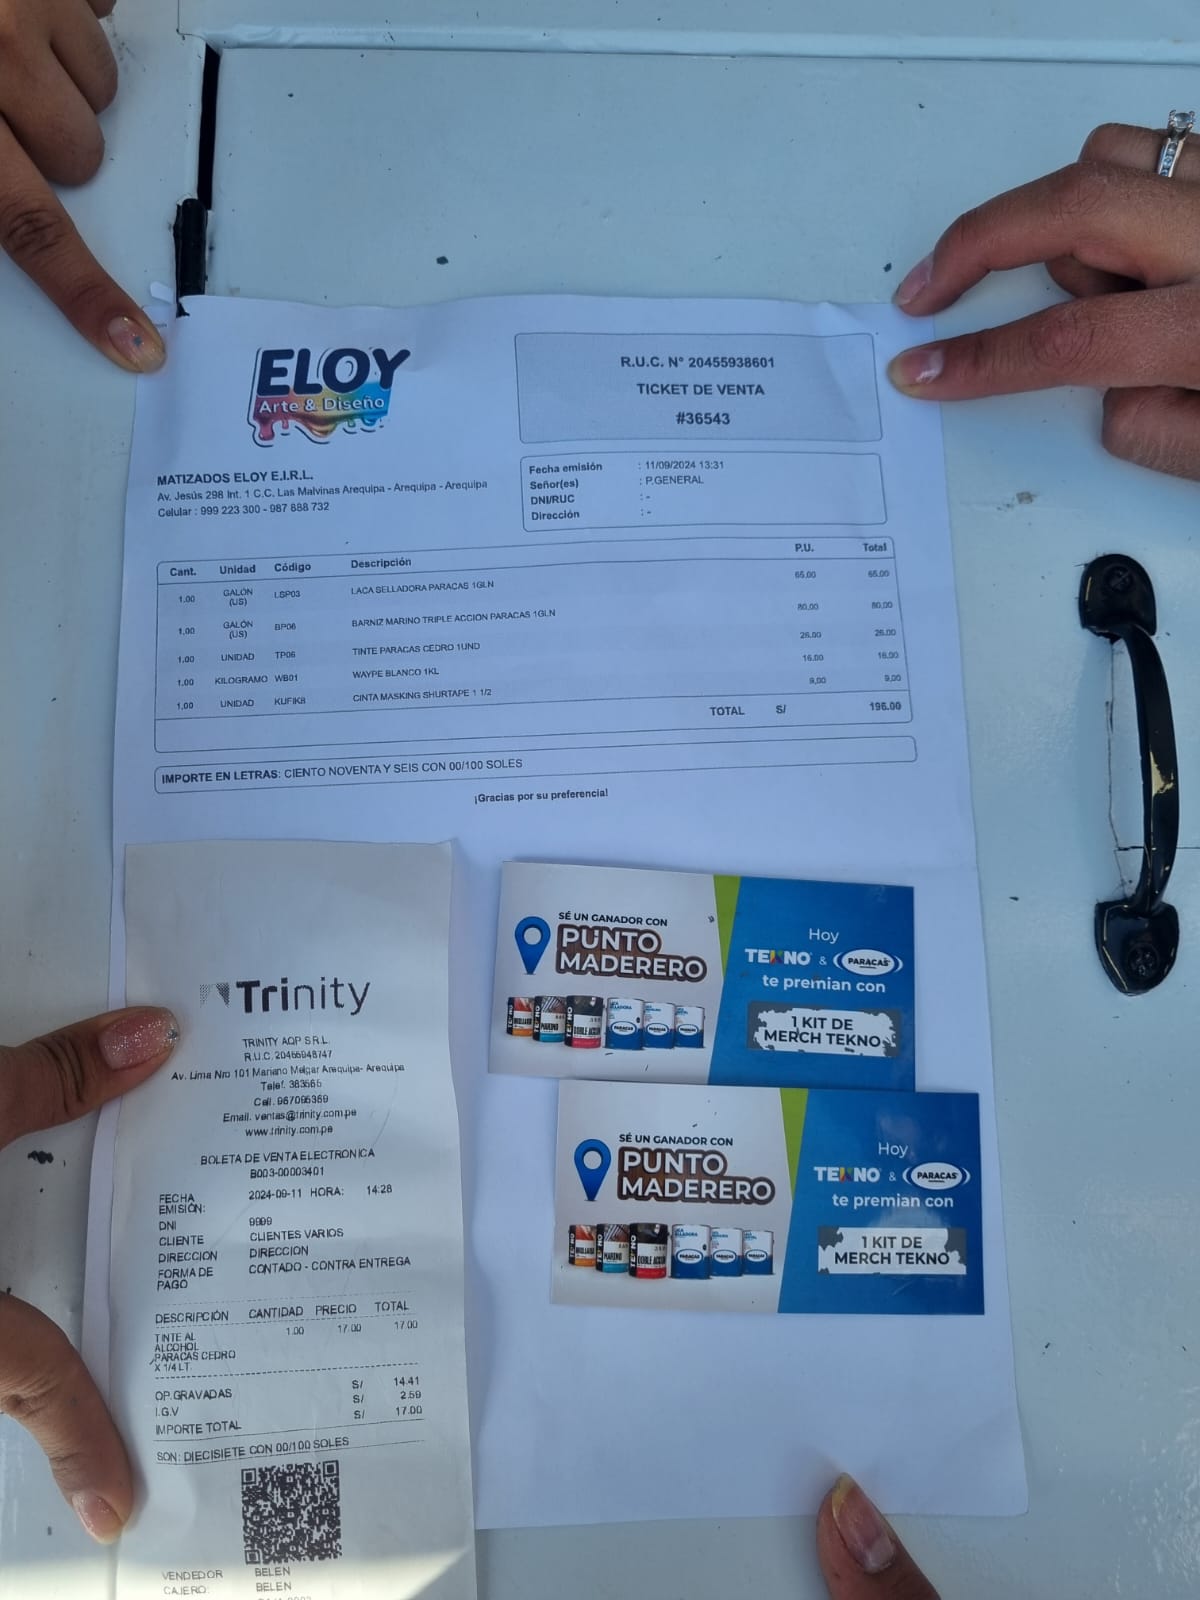 ELOY
Arte & Diseño
R.U.C. N° 20455938601
TICKET DE VENTA
#36543
MATIZADOS ELOY E.I.R.L.
Av. Jesús 298 Int. 1 C.C. Las Malvinas Arequipa - Arequipa - Arequipa
Celular : 999 223 300 - 987 888 732
Fecha emisión : 11/09/2024 13:31
Señor(es) : P.GENERAL
DNI/RUC : -
Dirección : -
Cant. Unidad Código Descripción P.U. Total
1,00 GALÓN (US) LSP03 LACA SELLADORA PARACAS 1GLN 65,00 65,00
1,00 GALÓN (US) BP06 BARNIZ MARINO TRIPLE ACCION PARACAS 1GLN 80,00 80,00
1,00 UNIDAD TP06 TINTE PARACAS CEDRO 1UND 26.00 26.00
1,00 KILOGRAMO WB01 WAYPE BLANCO 1KL 16.00 16.00
1,00 UNIDAD KUFIK8 CINTA MASKING SHURTAPE 1 1/2 9,00 9,00
TOTAL S/ 196.00
IMPORTE EN LETRAS: CIENTO NOVENTA Y SEIS CON 00/100 SOLES
¡Gracias por su preferencia!
Trinity
TRINITY AQP S.R.L.
R.U.C. 20455948747
Av. Lima Nro 101 Mariano Melgar Arequipa- Arequipa
Telef. 383565
Cell. 967095369
Email. ventas@trinity.com.pe
www.trinity.com.pe
BOLETA DE VENTA ELECTRONICA
B003-00003401
FECHA EMISIÓN: 2024-09-11 HORA: 14:28
DNI 9999
CLIENTE CLIENTES VARIOS
DIRECCION DIRECCION
FORMA DE PAGO CONTADO - CONTRA ENTREGA
DESCRIPCIÓN CANTIDAD PRECIO TOTAL
TINTE AL 1.00 17.00 17.00
ALCOHOL
PARACAS CEDRO
X 1/4 LT.
OP. GRAVADAS S/ 14.41
I.G.V S/ 2.59
IMPORTE TOTAL S/ 17.00
SON: DIECISIETE CON 00/100 SOLES
VENDEDOR BELEN
CAJERO: BELEN
SÉ UN GANADOR CON
PUNTO
MADERERO
Hoy
TEKNO & PARACAS
te premian con
1 KIT DE
MERCH TEKNO
MARINO
DOBLE ACCIÓN
PARACAS
SÉ UN GANADOR CON
PUNTO
MADERERO
Hoy
TEKNO & PARACAS
te premian con
1 KIT DE
MERCH TEKNO
MARINO
DOBLE ACCIÓN
PARACAS